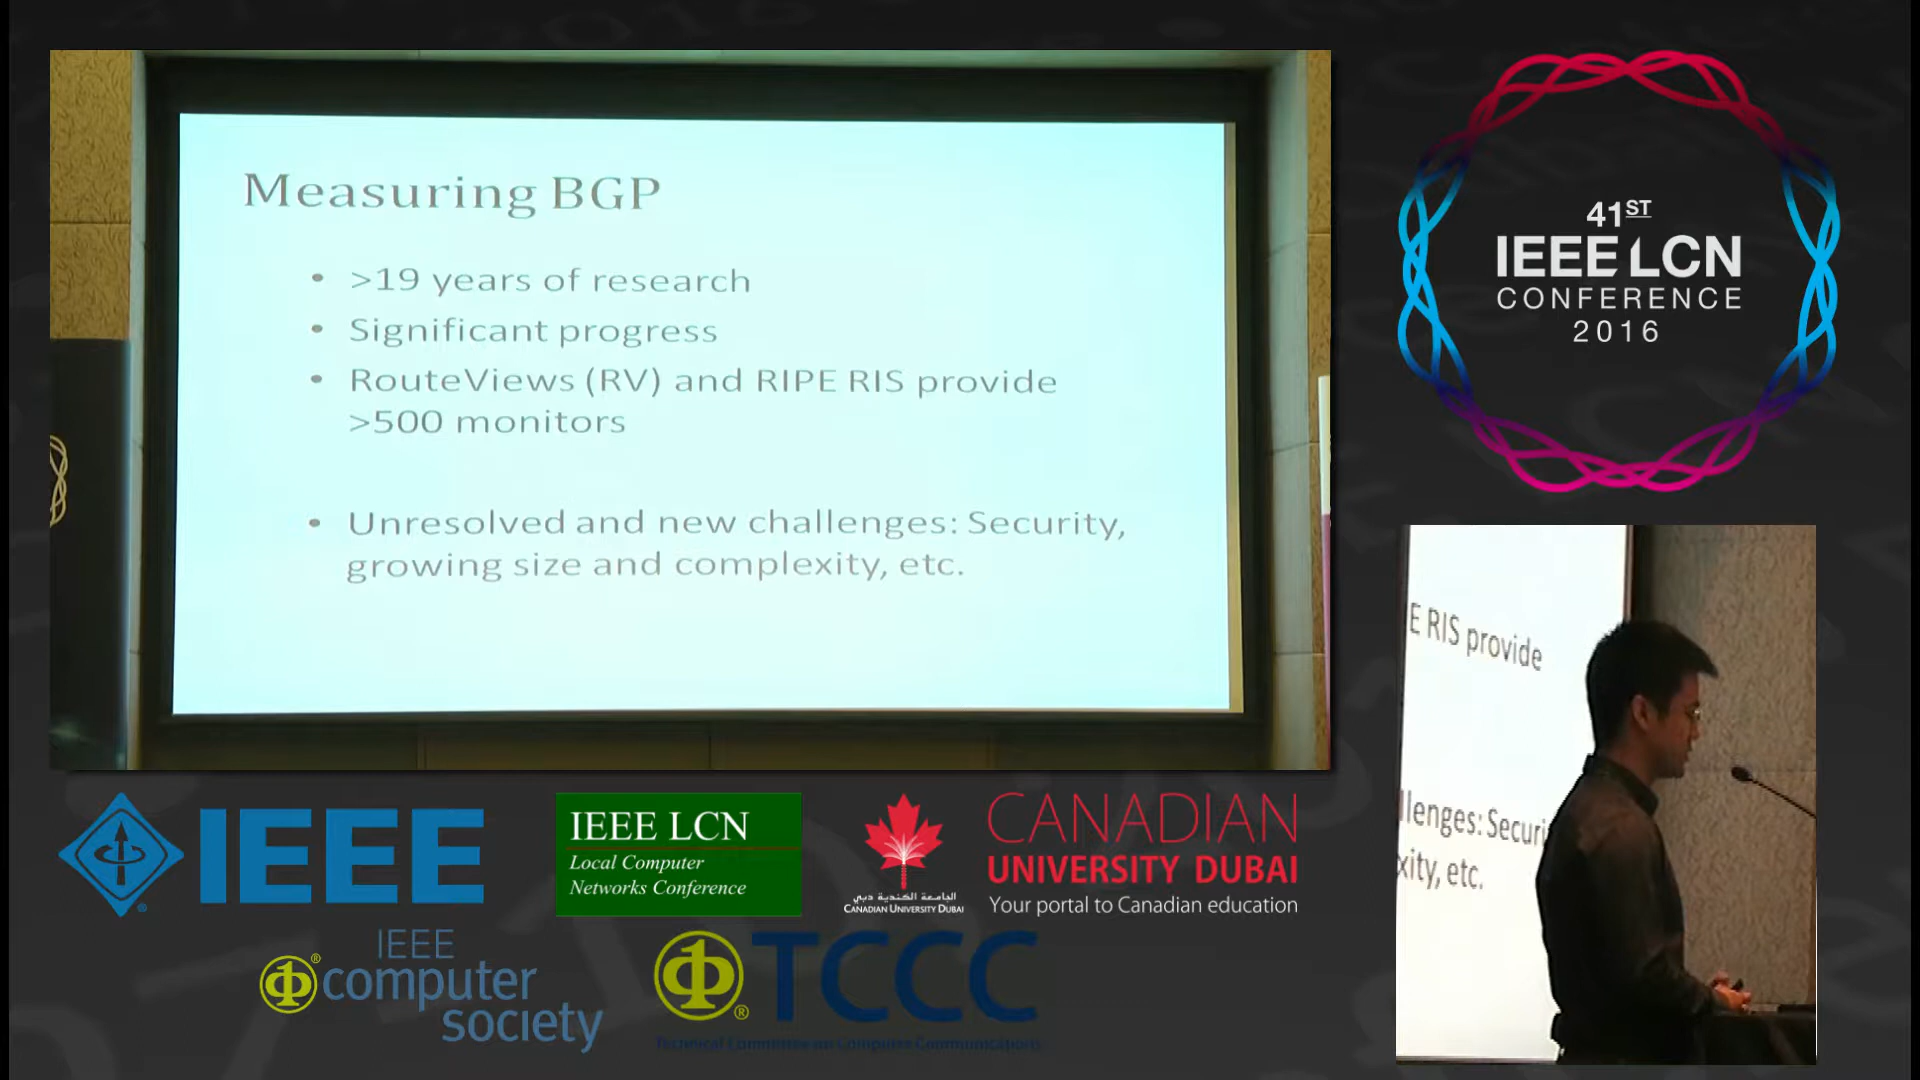 Measuring BGP
• >19 years of research
• Significant progress
• RouteViews (RV) and RIPE RIS provide
>500 monitors
• Unresolved and new challenges: Security,
growing size and complexity, etc.
41ST
IEEE LCN
CONFERENCE
2016
E RIS provide
llenges: Securi
xity, etc.
IEEE
IEEE LCN
Local Computer
Networks Conference
الجامعة الكندية دبي
CANADIAN UNIVERSITY DUBAI
CANADIAN
UNIVERSITY DUBAI
Your portal to Canadian education
IEEE
computer
society
TCCC
Technical Committee on Computer Communications